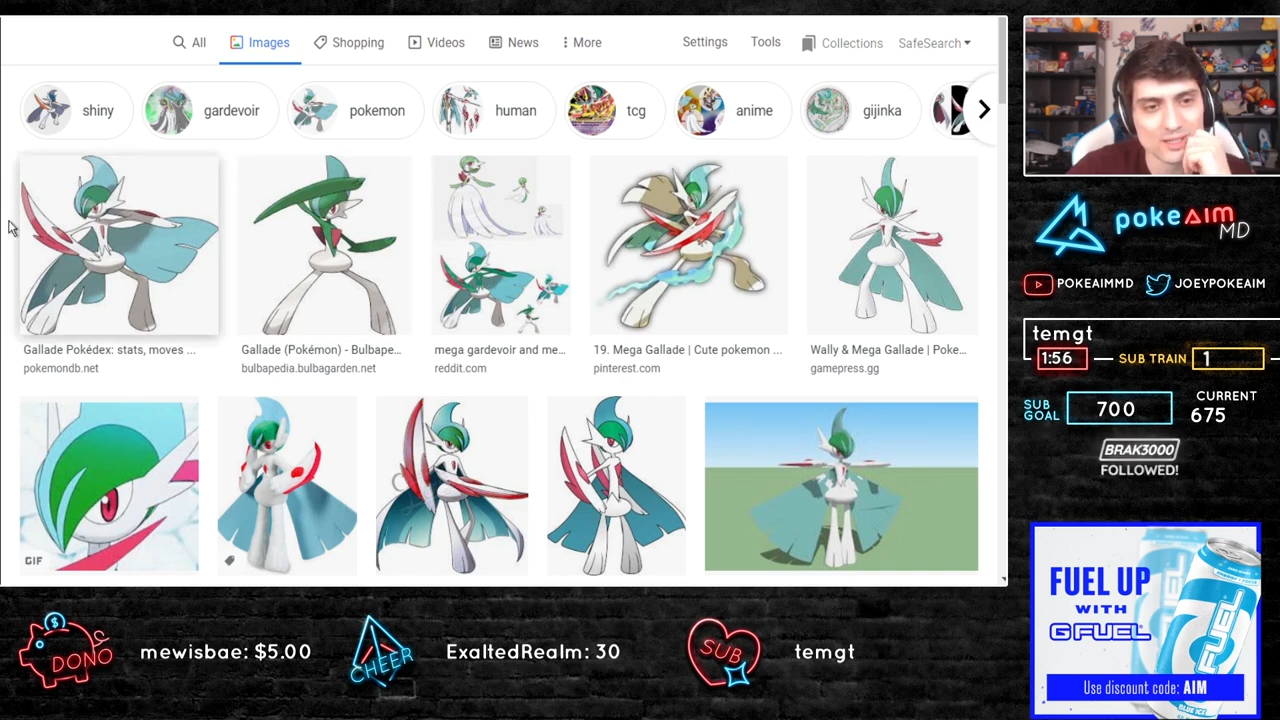 All
Images
Shopping
Videos
News
More
Settings
Tools
Collections
SafeSearch
shiny
gardevoir
pokemon
human
tcg
anime
gijinka
Gallade Pokédex: stats, moves ...
pokemondb.net
Gallade (Pokémon) - Bulbape...
bulbapedia.bulbagarden.net
mega gardevoir and me...
reddit.com
19. Mega Gallade | Cute pokemon ...
pinterest.com
Wally & Mega Gallade | Poke...
gamepress.gg
GIF
pokeAIM
MD
POKEAIMMD
JOEYPOKEAIM
temgt
1:56
SUB TRAIN
1
SUB
GOAL
700
CURRENT
675
BRAK3000
FOLLOWED!
FUEL UP
WITH
G FUEL
Use discount code: AIM
G FUEL
BLUE ICE
$
DONO
mewisbae: $5.00
CHEER
ExaltedRealm: 30
SUB
temgt